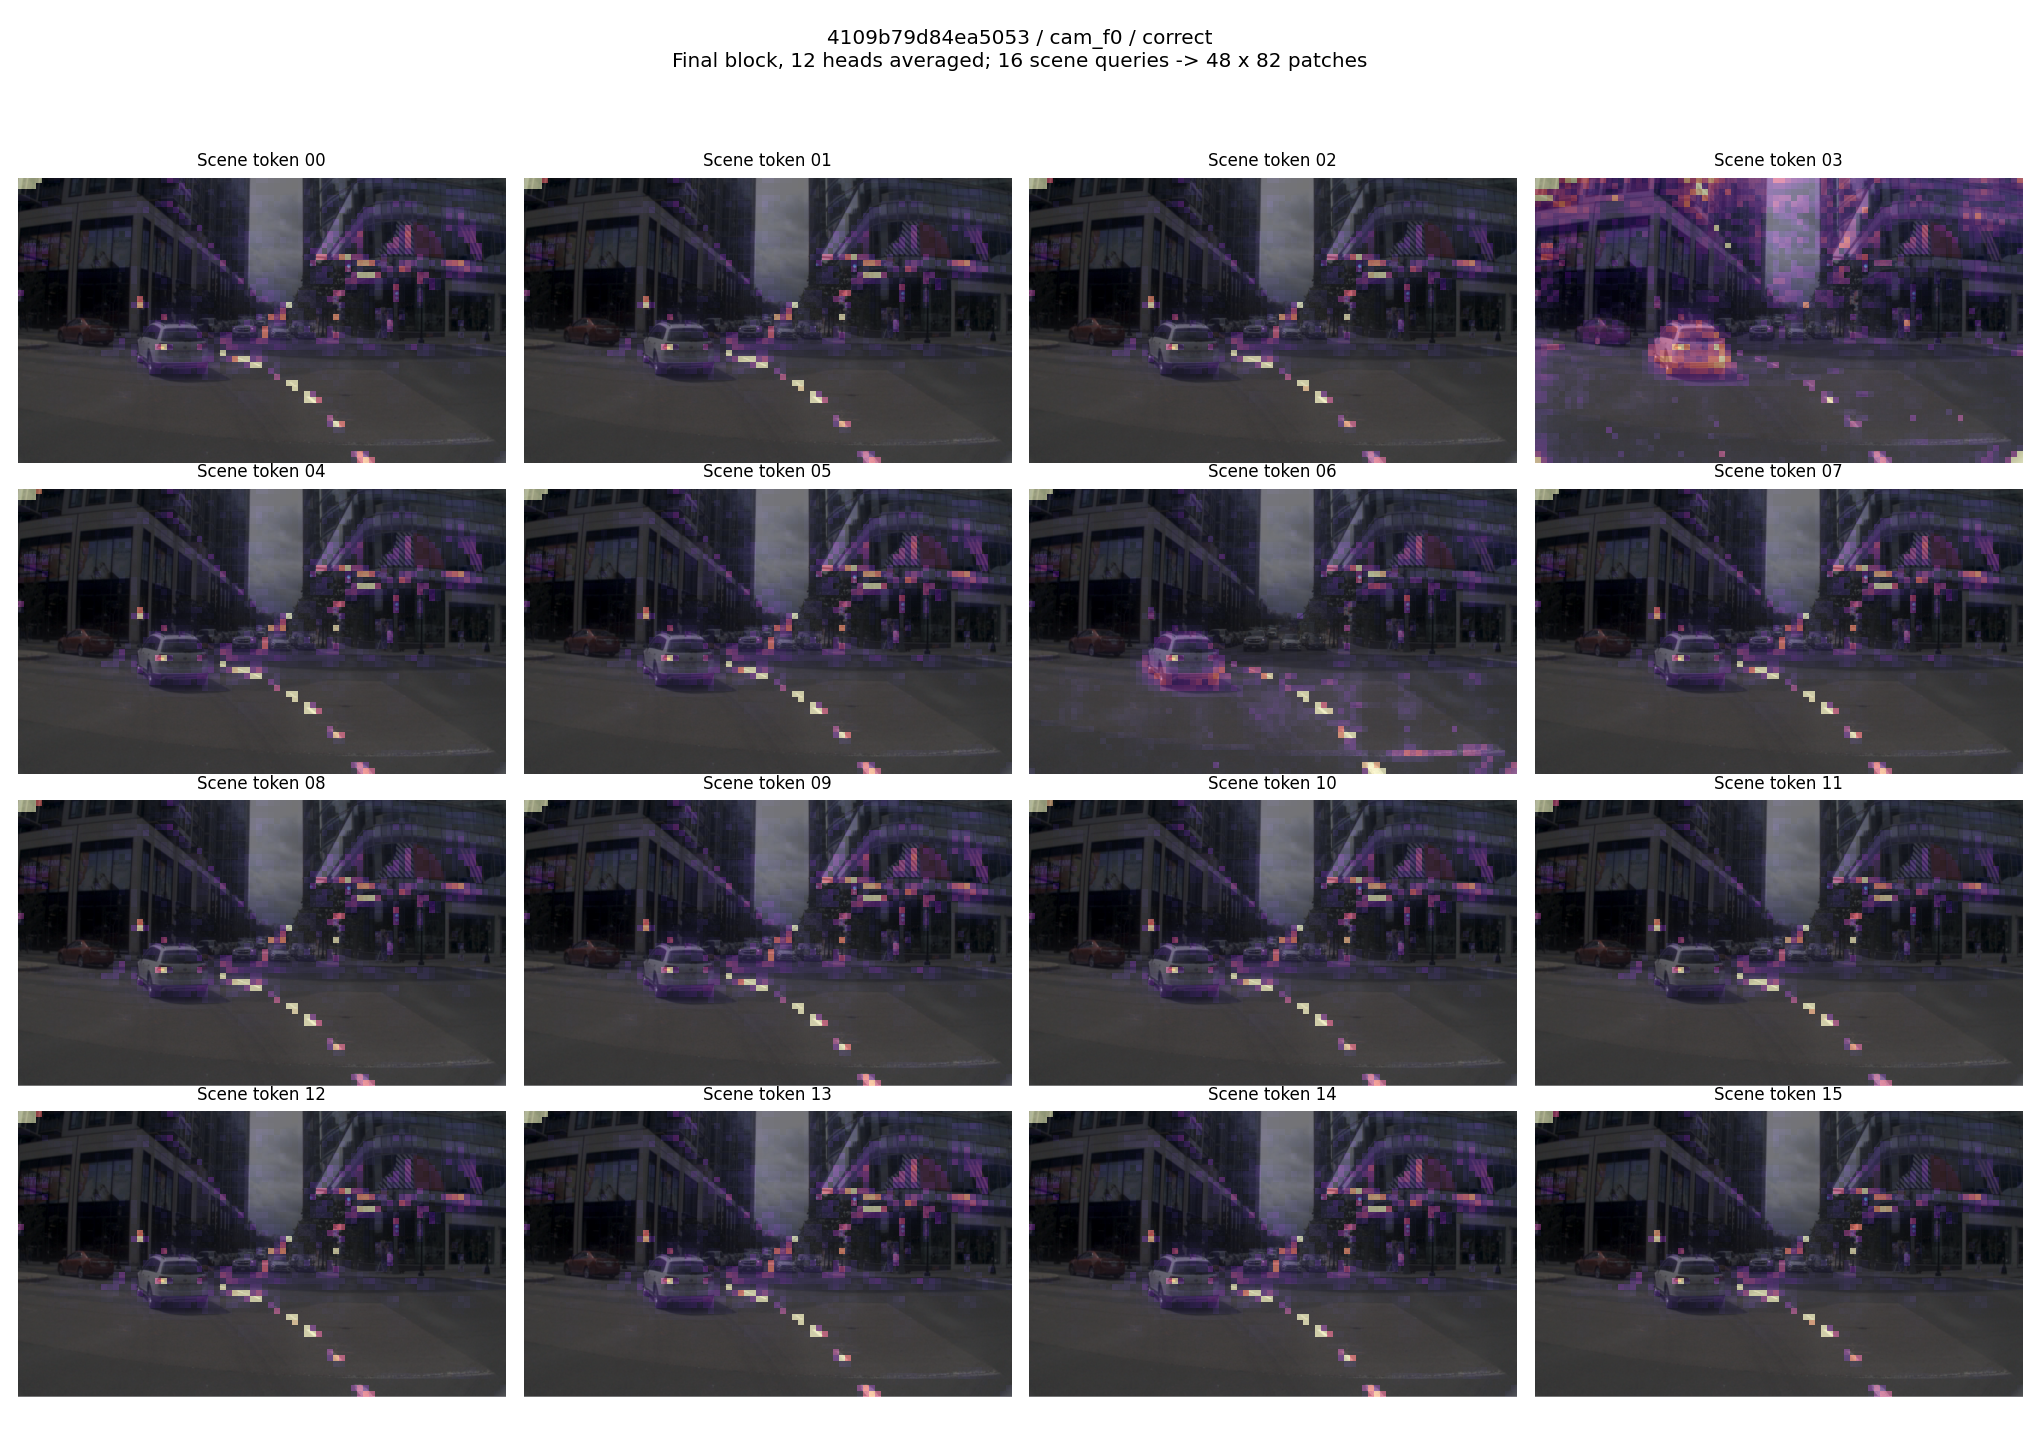 4109b79d84ea5053 / cam_f0 / correct
Final block, 12 heads averaged; 16 scene queries -> 48 x 82 patches
Scene token 00
Scene token 01
Scene token 02
Scene token 03
Scene token 04
Scene token 05
Scene token 06
Scene token 07
Scene token 08
Scene token 09
Scene token 10
Scene token 11
Scene token 12
Scene token 13
Scene token 14
Scene token 15